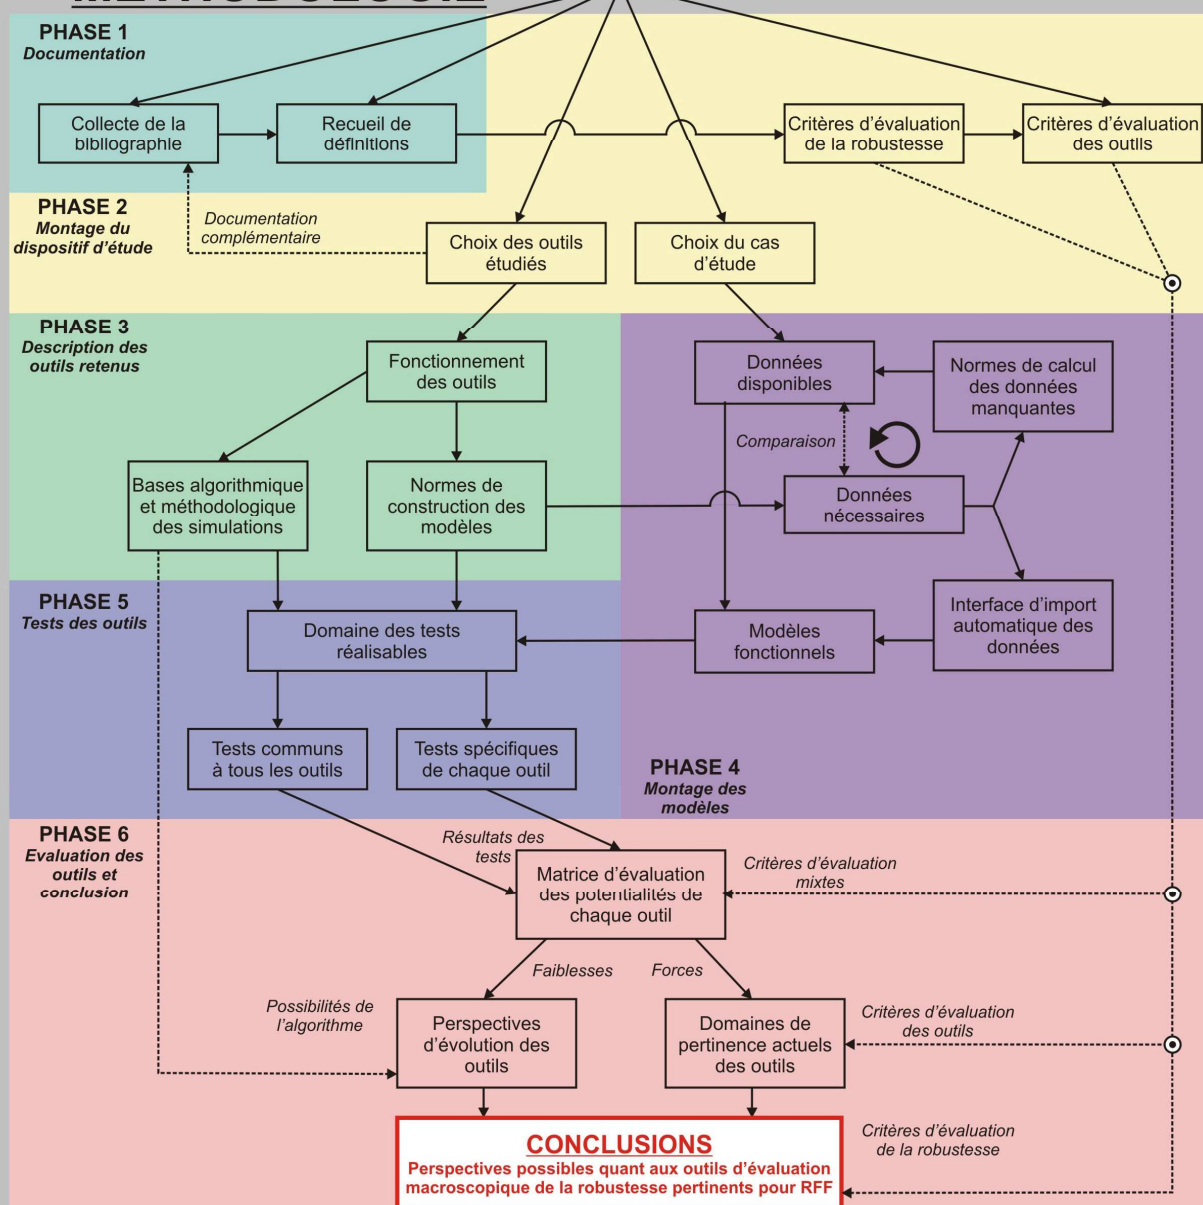 MÉTHODOLOGIE
PHASE 1
Documentation
Collecte de la
bibliographie
Recueil de
définitions
Critères d'évaluation
de la robustesse
Critères d'évaluation
des outils
PHASE 2
Montage du
dispositif d'étude
Documentation
complémentaire
Choix des outils
étudiés
Choix du cas
d'étude
PHASE 3
Description des
outils retenus
Fonctionnement
des outils
Données
disponibles
Normes de calcul
des données
manquantes
Comparaison
Bases algorithmique
et méthodologique
des simulations
Normes de
construction des
modèles
Données
nécessaires
PHASE 5
Tests des outils
Domaine des tests
réalisables
Modèles
fonctionnels
Interface d'import
automatique des
données
Tests communs
à tous les outils
Tests spécifiques
de chaque outil
PHASE 4
Montage des
modèles
PHASE 6
Evaluation des
outils et
conclusion
Résultats des
tests
Matrice d'évaluation
des potentialités de
chaque outil
Critères d'évaluation
mixtes
Faiblesses
Forces
Possibilités de
l'algorithme
Perspectives
d'évolution des
outils
Domaines de
pertinence actuels
des outils
Critères d'évaluation
des outils
CONCLUSIONS
Perspectives possibles quant aux outils d'évaluation
macroscopique de la robustesse pertinents pour RFF
Critères d'évaluation
de la robustesse